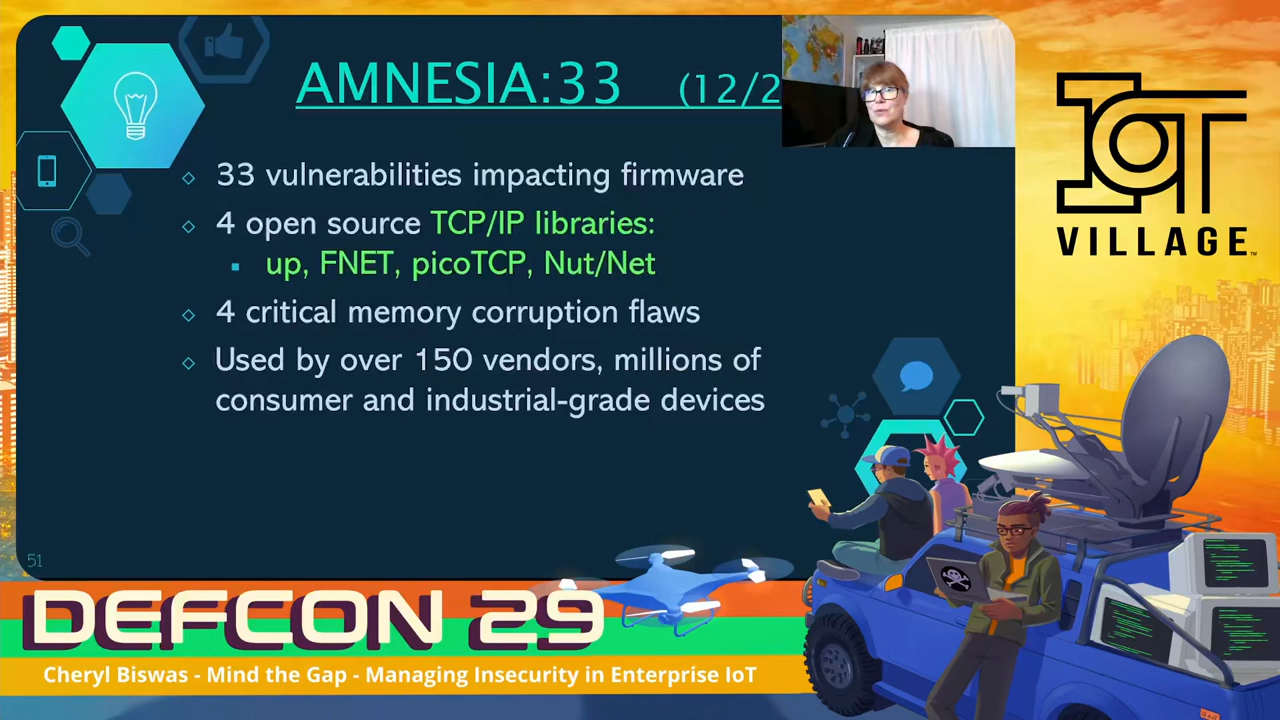 AMNESIA:33 (12/2
33 vulnerabilities impacting firmware
4 open source TCP/IP libraries:
up, FNET, picoTCP, Nut/Net
4 critical memory corruption flaws
Used by over 150 vendors, millions of
consumer and industrial-grade devices
51
IoT
VILLAGE™
DEFCON 29
Cheryl Biswas - Mind the Gap - Managing Insecurity in Enterprise IoT